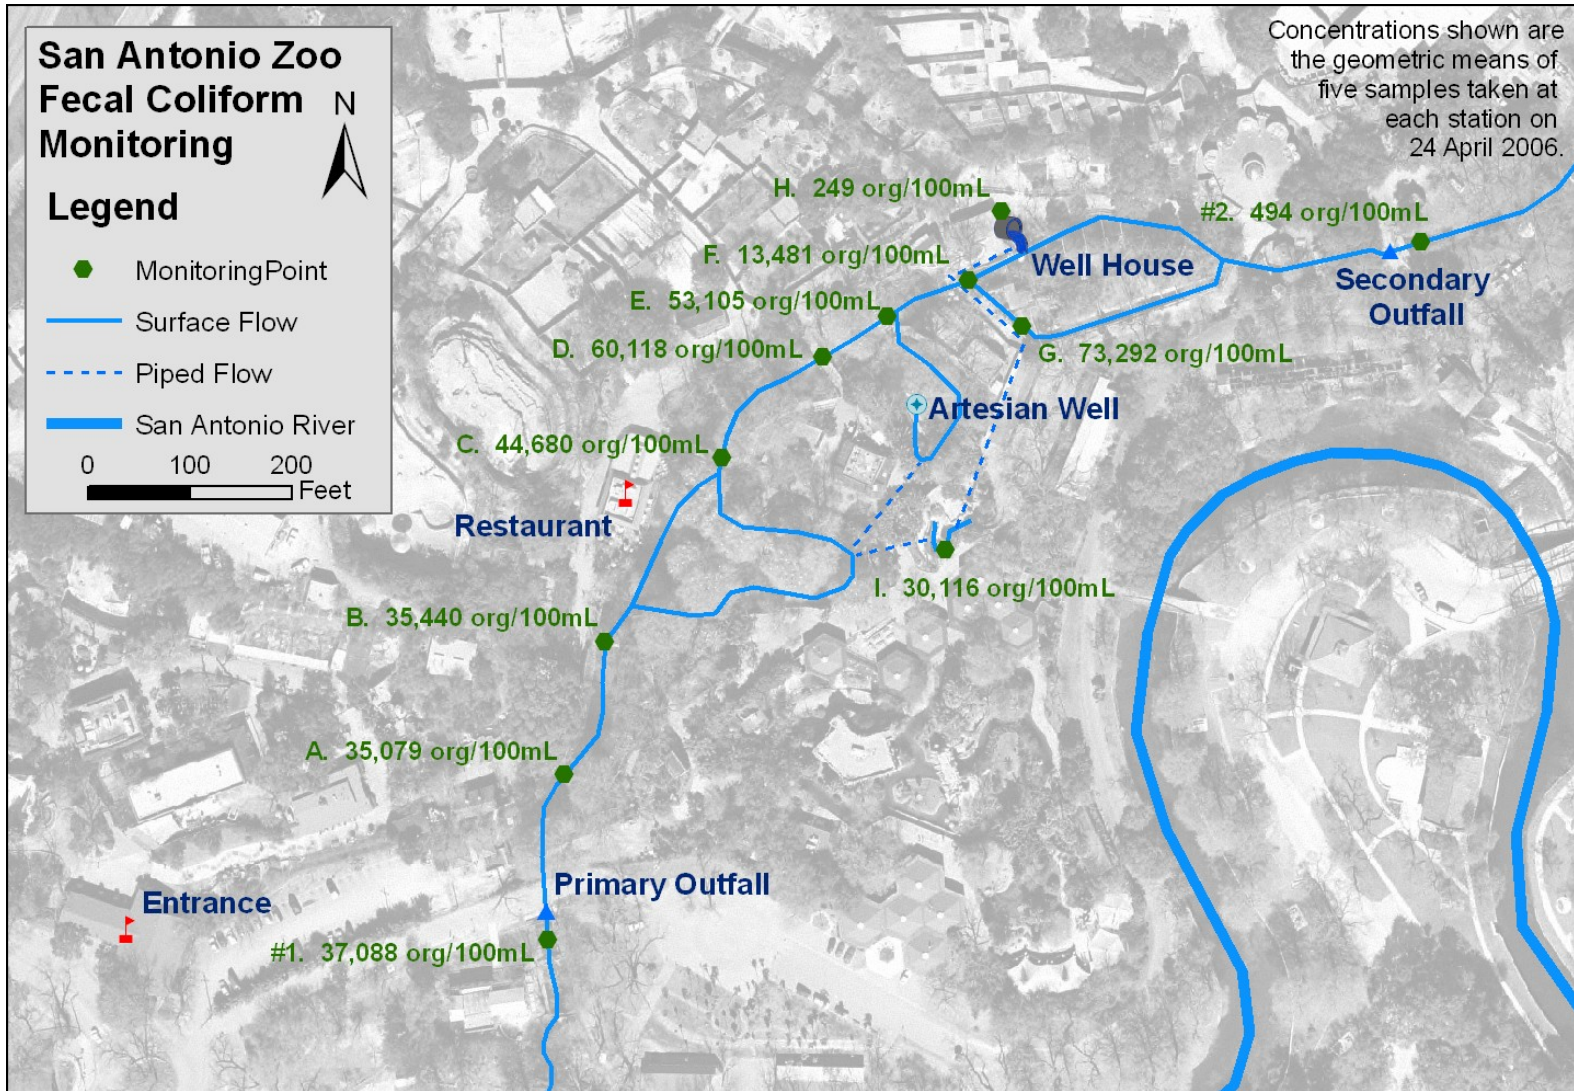 San Antonio Zoo
Fecal Coliform
Monitoring
N
Legend
MonitoringPoint
Surface Flow
Piped Flow
San Antonio River
0 100 200
Feet
Concentrations shown are
the geometric means of
five samples taken at
each station on
24 April 2006.
H. 249 org/100mL
#2. 494 org/100mL
F. 13,481 org/100mL
Well House
Secondary
Outfall
E. 53,105 org/100mL
D. 60,118 org/100mL
G. 73,292 org/100mL
Artesian Well
C. 44,680 org/100mL
Restaurant
I. 30,116 org/100mL
B. 35,440 org/100mL
A. 35,079 org/100mL
Primary Outfall
Entrance
#1. 37,088 org/100mL